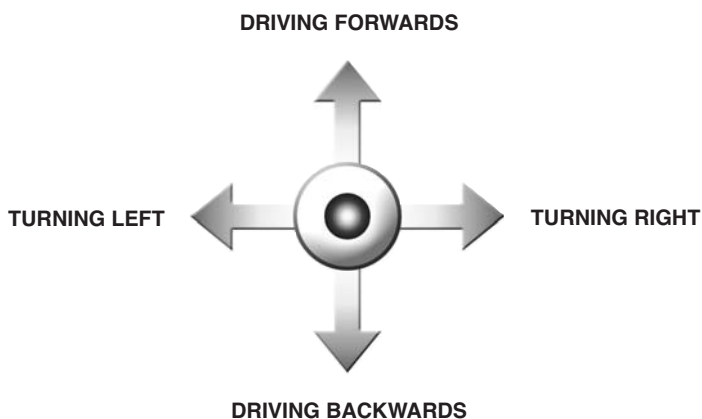 DRIVING FORWARDS
TURNING LEFT
TURNING RIGHT
DRIVING BACKWARDS